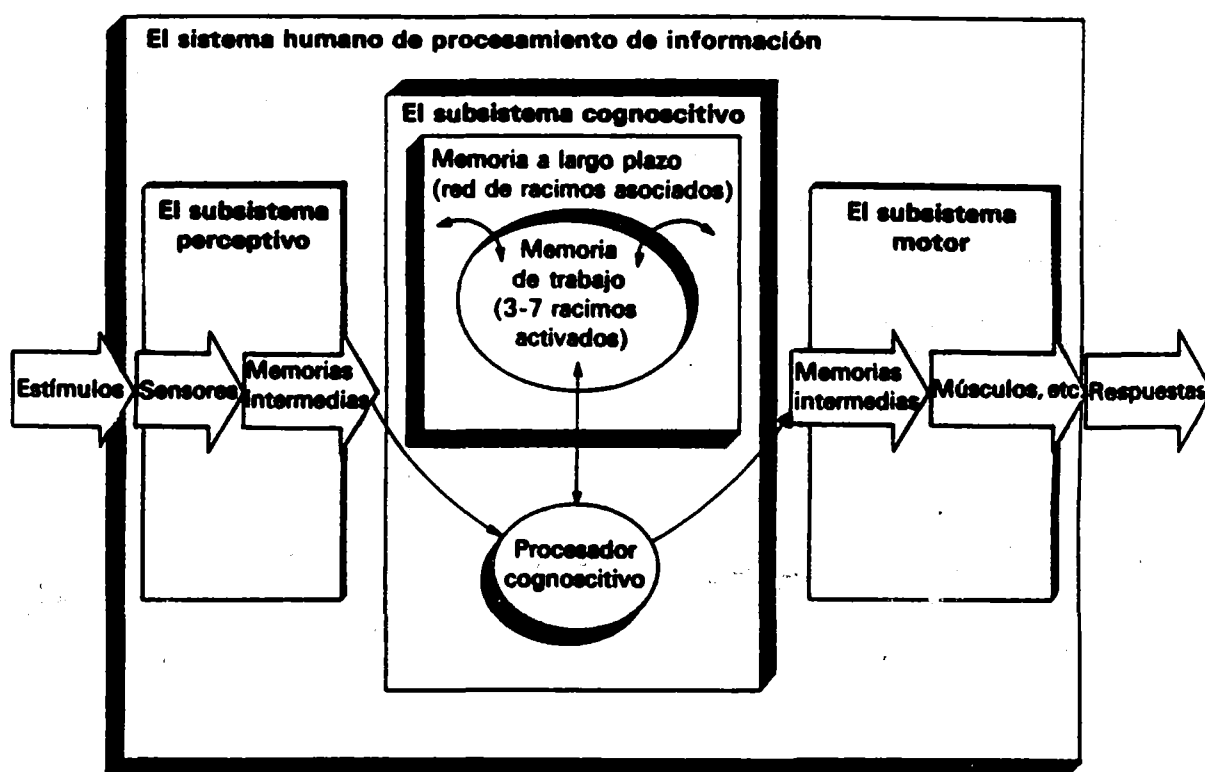 El sistema humano de procesamiento de información
El subsistema cognoscitivo
Memoria a largo plazo
(red de racimos asociados)
El subsistema
perceptivo
El subsistema
motor
Memoria
de trabajo
(3-7 racimos
activados)
Estímulos
Sensores
Memorias
intermedias
Memorias
intermedias
Músculos, etc
Respuestas
Procesador
cognoscitivo